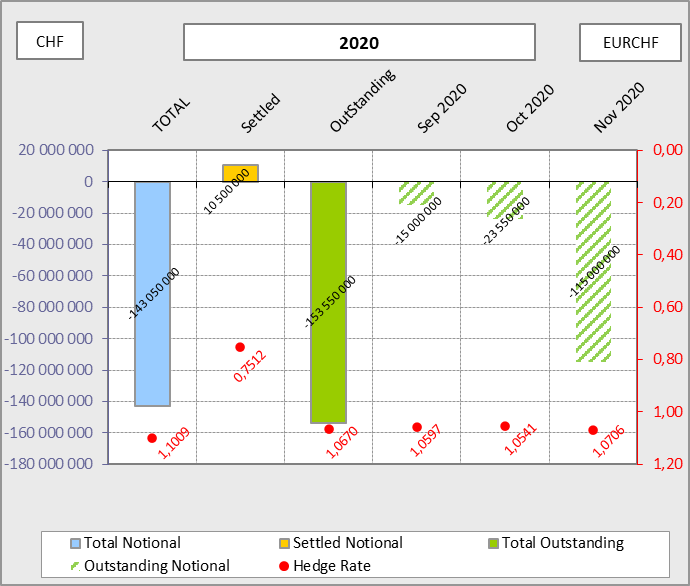 CHF
2020
EURCHF
TOTAL
Settled
OutStanding
Sep 2020
Oct 2020
Nov 2020
20 000 000
0
-20 000 000
-40 000 000
-60 000 000
-80 000 000
-100 000 000
-120 000 000
-140 000 000
-160 000 000
-180 000 000
-143 050 000
10 500 000
-153 550 000
-15 000 000
-23 550 000
-115 000 000
1,1009
0,7512
1,0670
1,0597
1,0541
1,0706
0,00
0,20
0,40
0,60
0,80
1,00
1,20
Total Notional
Settled Notional
Total Outstanding
Outstanding Notional
Hedge Rate